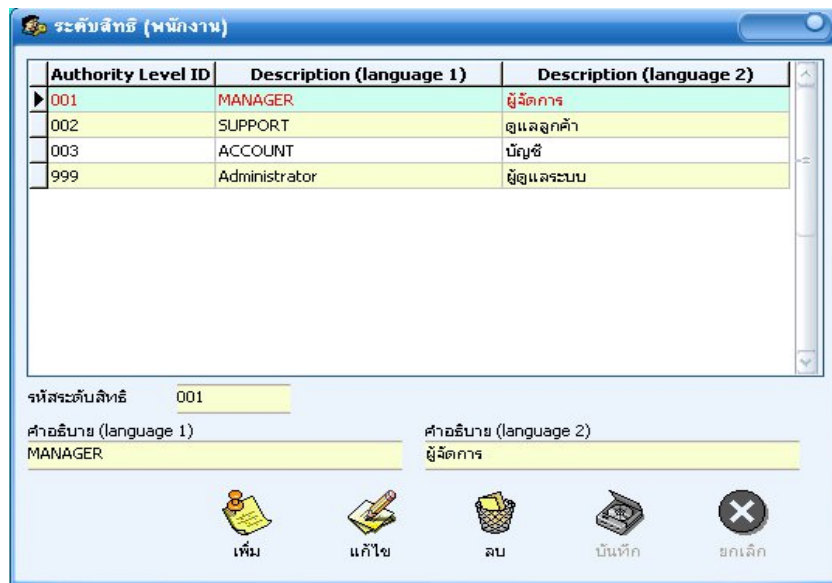 ระดับสิทธิ (พนักงาน)
Authority Level ID Description (language 1) Description (language 2)
001 MANAGER ผู้จัดการ
002 SUPPORT ดูแลลูกค้า
003 ACCOUNT บัญชี
999 Administrator ผู้ดูแลระบบ
รหัสระดับสิทธิ 001
คำอธิบาย (language 1) คำอธิบาย (language 2)
MANAGER ผู้จัดการ
เพิ่ม แก้ไข ลบ บันทึก ยกเลิก